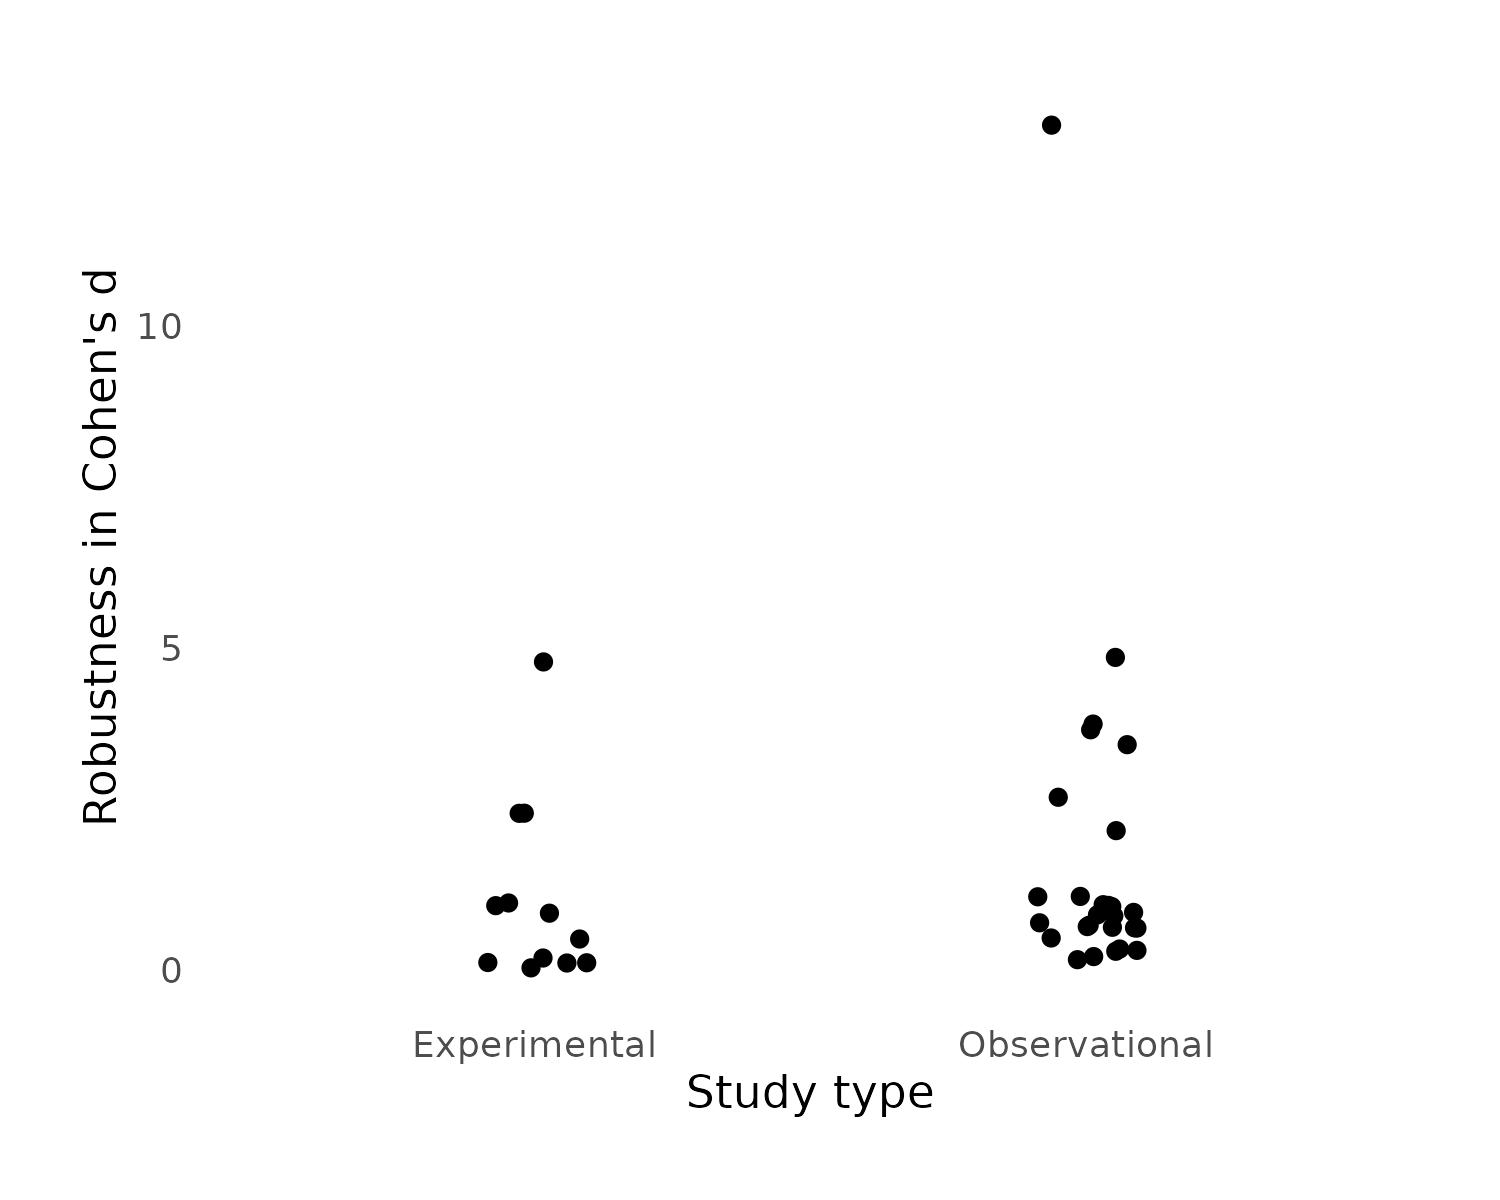 Robustness in Cohen's d
10
5
0
Experimental
Observational
Study type